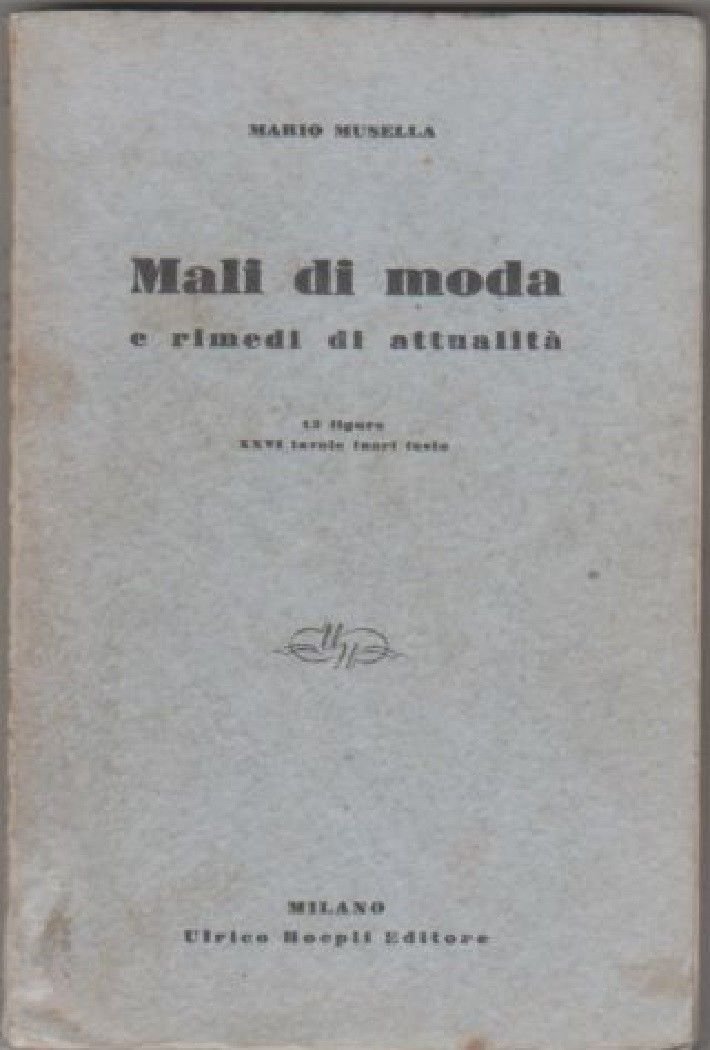 MARIO MUSELLA
Mali di moda
e rimedi di attualità
13 figure
XXVI tavole fuori testo
MILANO
Ulrico Hoepli Editore